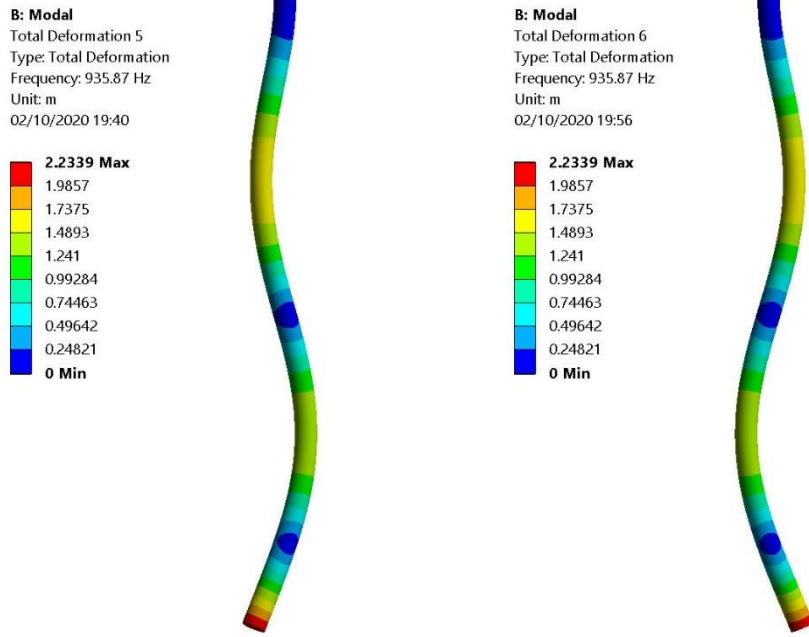 B: Modal
Total Deformation 5
Type: Total Deformation
Frequency: 935.87 Hz
Unit: m
02/10/2020 19:40
2.2339 Max
1.9857
1.7375
1.4893
1.241
0.99284
0.74463
0.49642
0.24821
0 Min
B: Modal
Total Deformation 6
Type: Total Deformation
Frequency: 935.87 Hz
Unit: m
02/10/2020 19:56
2.2339 Max
1.9857
1.7375
1.4893
1.241
0.99284
0.74463
0.49642
0.24821
0 Min